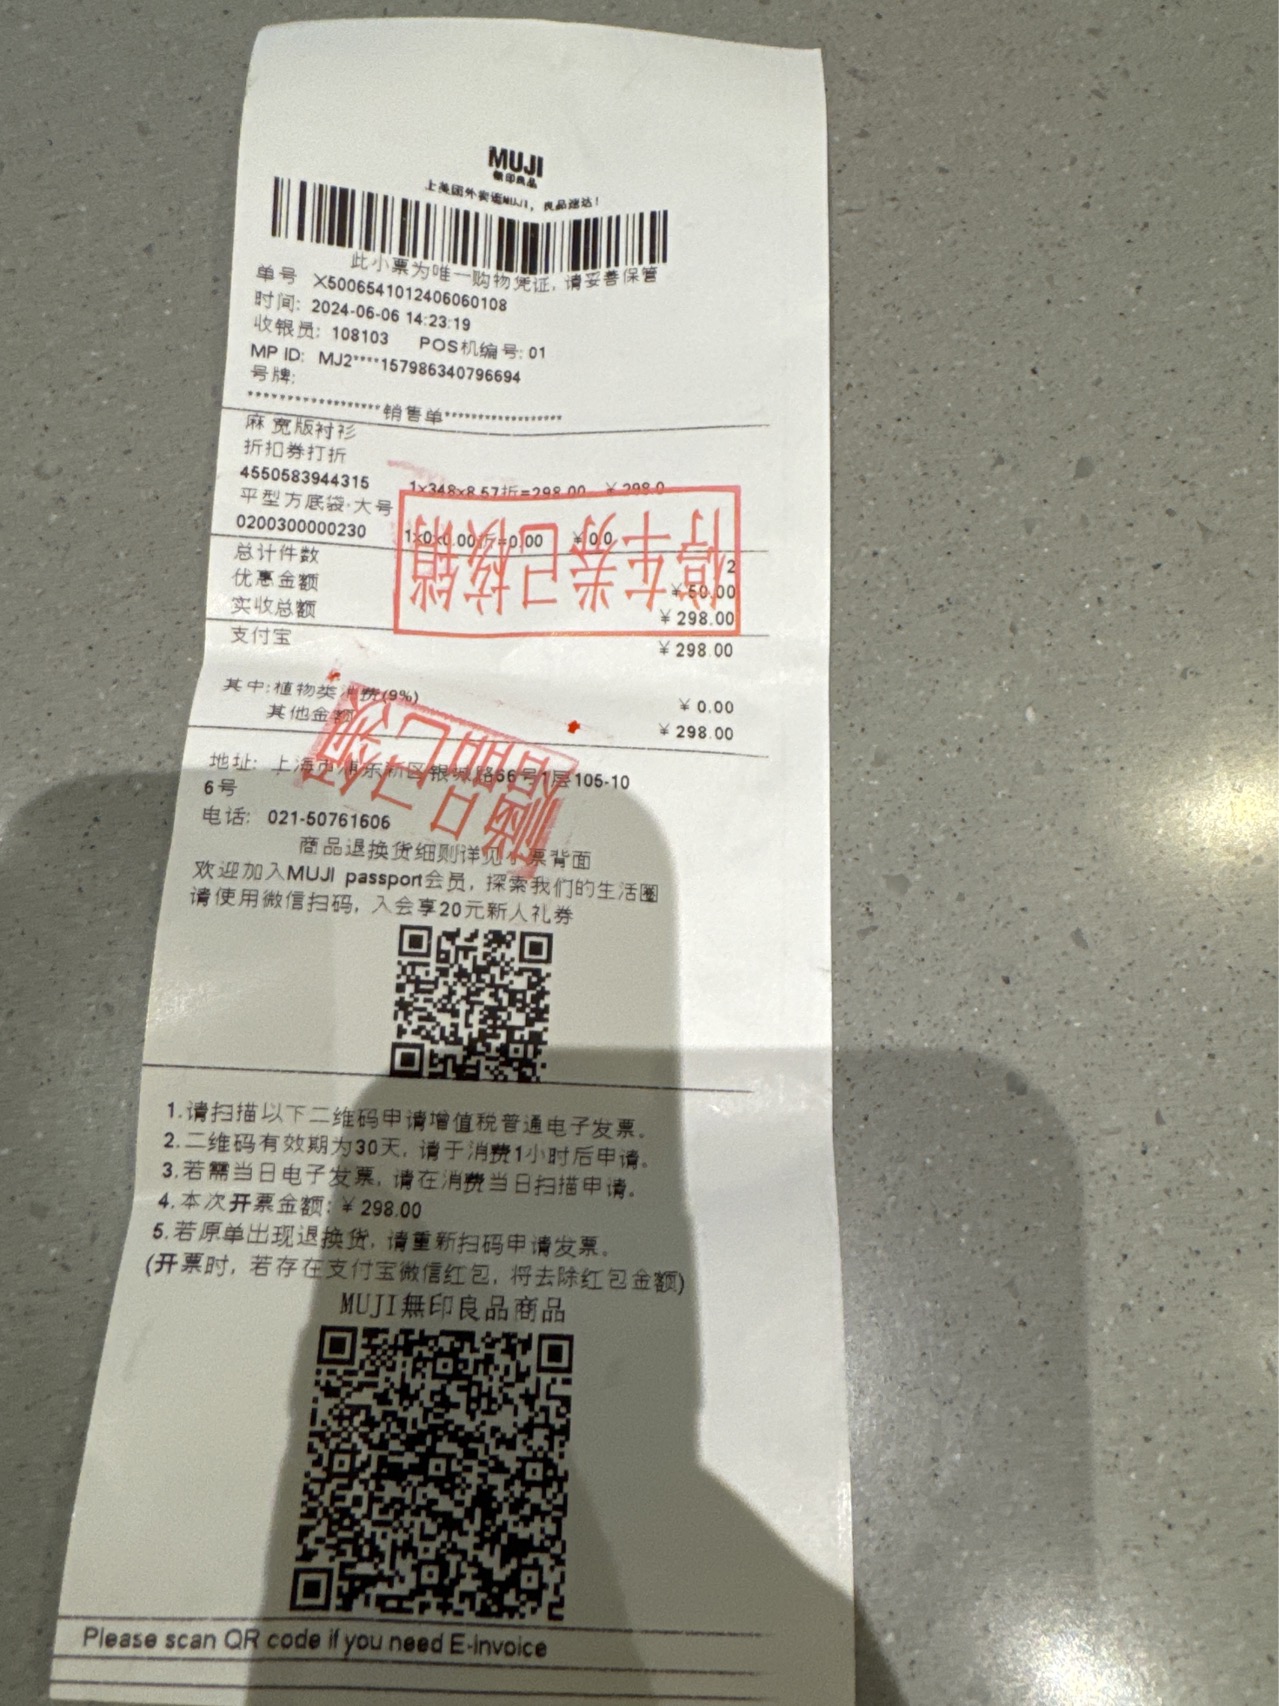 MUJI
無印良品
上美团外卖逛MUJI，良品速达！
此小票为唯一购物凭证，请妥善保管
单号 X5006541012406060108
时间: 2024-06-06 14:23:19
收银员: 108103 POS机编号: 01
MP ID: MJ2****157986340796694
号牌:
*****************销售单*****************
麻 宽版衬衫
折扣券打折
4550583944315 1×348×8.57折=298.00 ￥298.0
平型方底袋·大号
0200300000230 1×0×0.00折=0.00 ￥0.0
停车券已核销
总计件数 2
优惠金额 ￥50.00
实收总额 ￥298.00
支付宝 ￥298.00
其中:植物类消费(9%) ￥0.00
其他金额 ￥298.00
地址: 上海市浦东新区银城路66号1层105-10
6号
电话: 021-50761606
商品退换货细则详见小票背面
欢迎加入MUJI passport会员，探索我们的生活圈
请使用微信扫码，入会享20元新人礼券
1.请扫描以下二维码申请增值税普通电子发票。
2.二维码有效期为30天，请于消费1小时后申请。
3.若需当日电子发票，请在消费当日扫描申请。
4.本次开票金额: ￥298.00
5.若原单出现退换货，请重新扫码申请发票。
(开票时，若存在支付宝微信红包，将去除红包金额)
MUJI無印良品商品
Please scan QR code if you need E-invoice